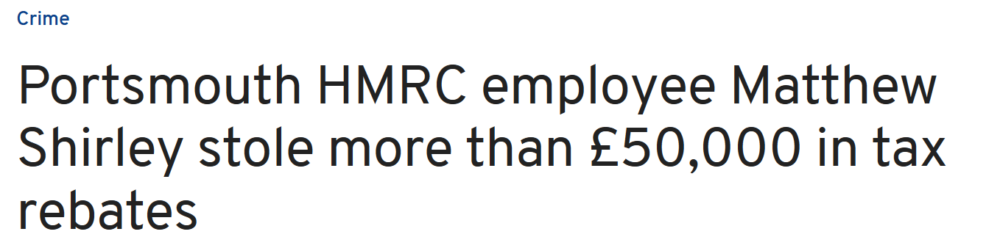 Crime
Portsmouth HMRC employee Matthew
Shirley stole more than £50,000 in tax
rebates